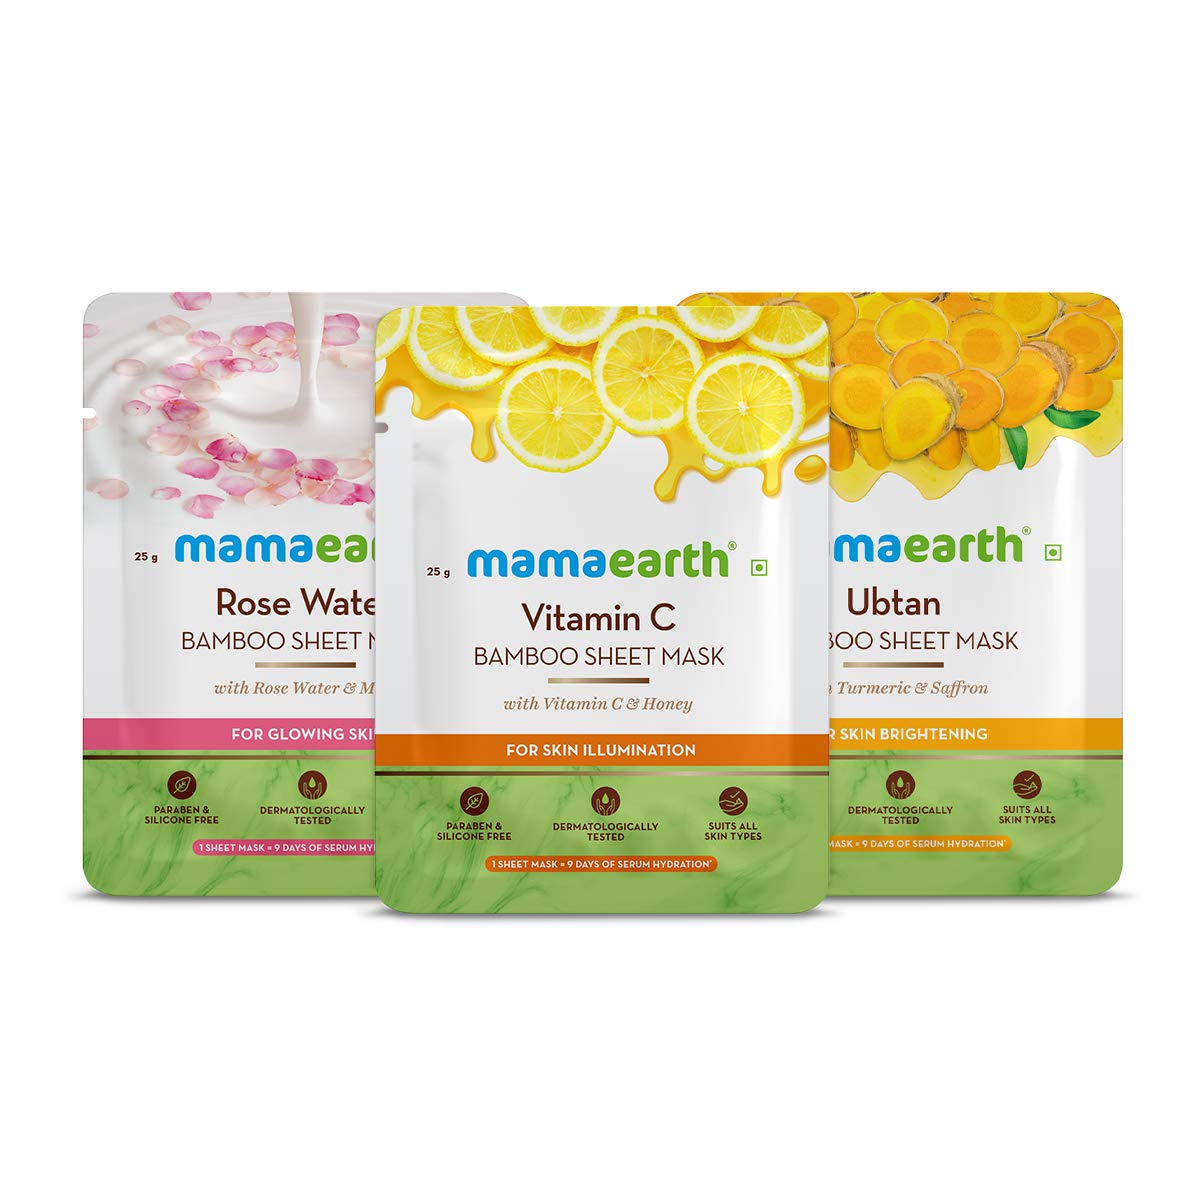 25 g
mamaear
Rose Wate
BAMBOO SHEET M
with Rose Water & M
FOR GLOWING SKI
PARABEN &
SILICONE FREE
DERMATOLOGICALLY
TESTED
1 SHEET MASK = 9 DAYS OF SERUM HY
25 g
mamaearth®
Vitamin C
BAMBOO SHEET MASK
with Vitamin C & Honey
FOR SKIN ILLUMINATION
PARABEN &
SILICONE FREE
DERMATOLOGICALLY
TESTED
SUITS ALL
SKIN TYPES
1 SHEET MASK = 9 DAYS OF SERUM HYDRATION*
maearth®
Ubtan
BOO SHEET MASK
Turmeric & Saffron
R SKIN BRIGHTENING
DERMATOLOGICALLY
TESTED
SUITS ALL
SKIN TYPES
MASK = 9 DAYS OF SERUM HYDRATION*